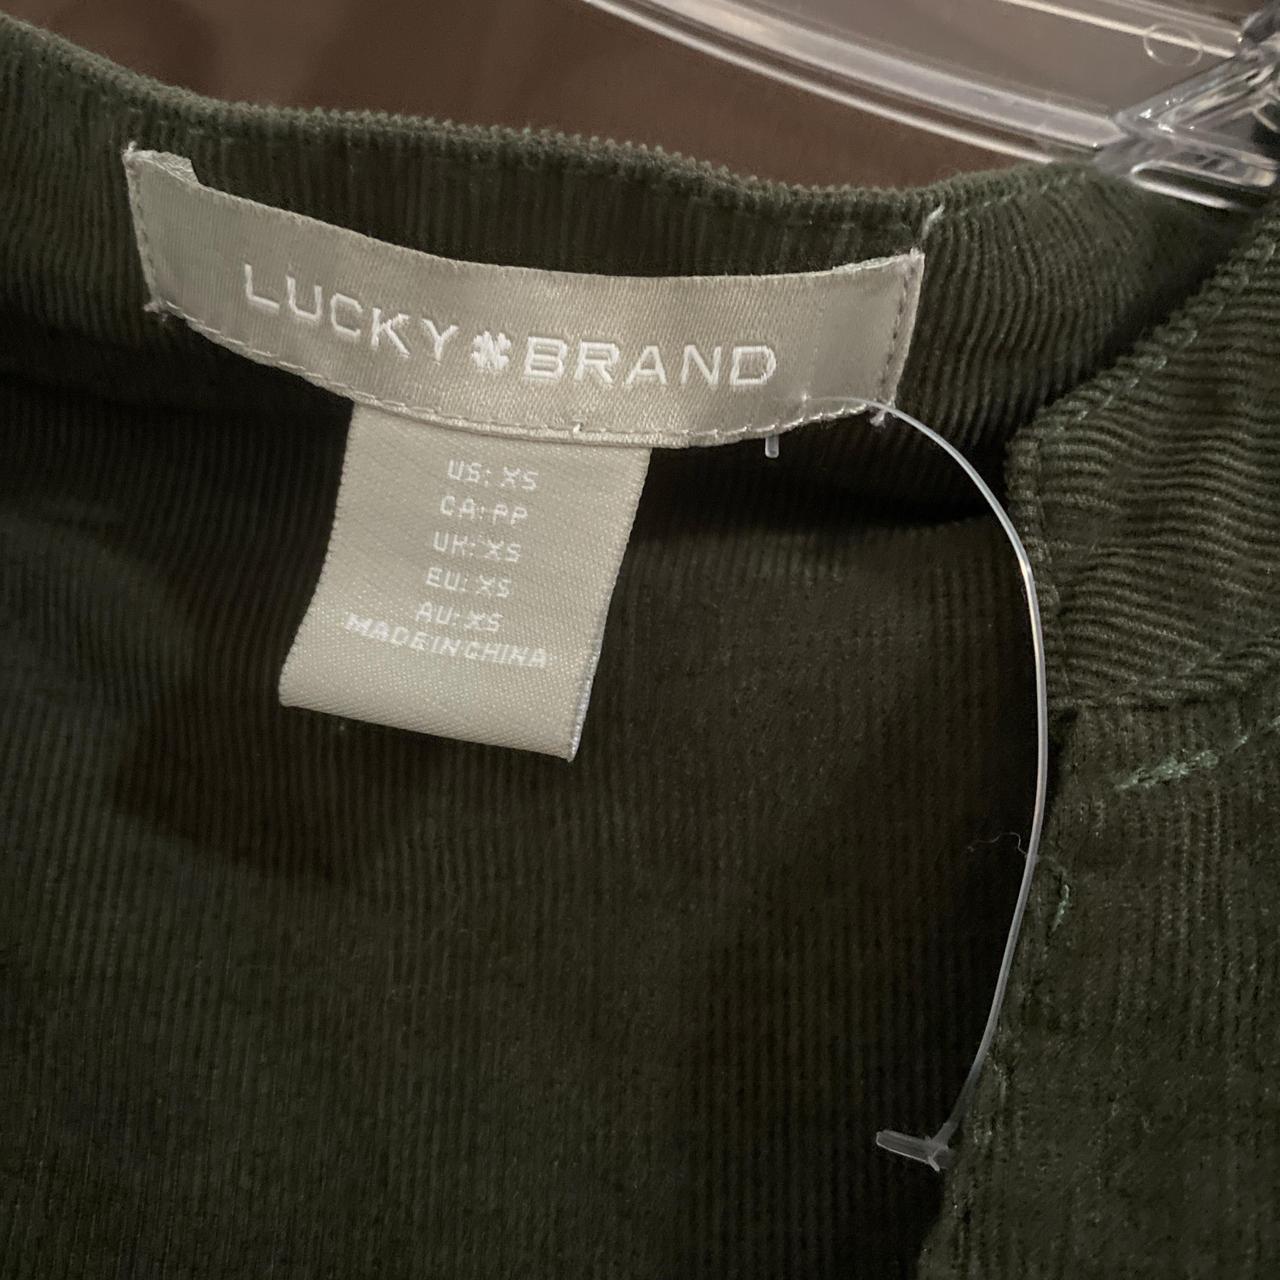 LUCKY BRAND
US: XS
CA: PP
UK: XS
EU: XS
AU: XS
MADE IN CHINA